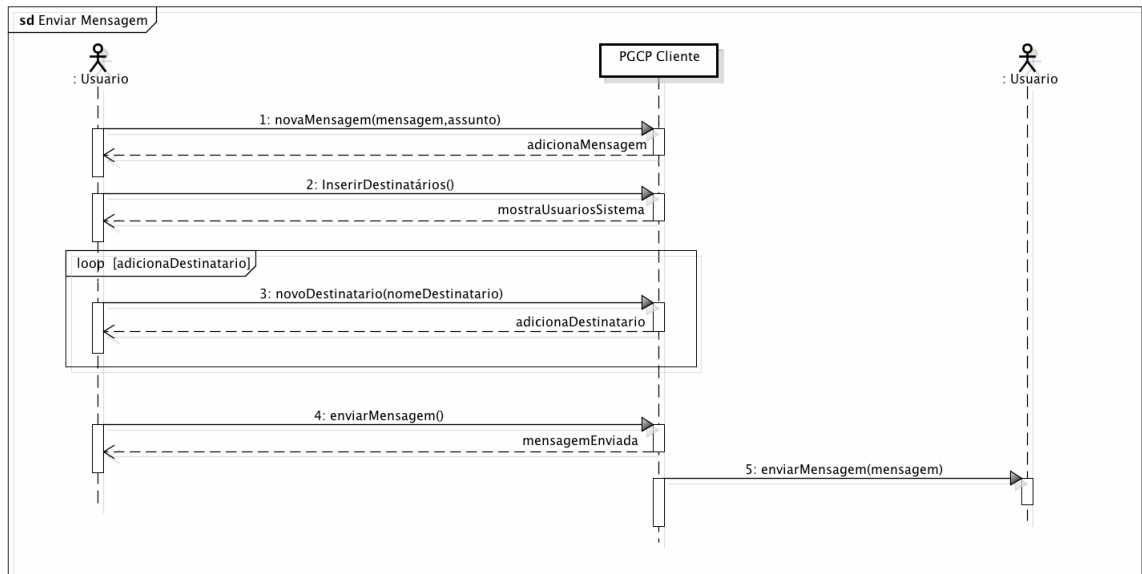 sd Enviar Mensagem
: Usuario
PGCP Cliente
: Usuario
1: novaMensagem(mensagem,assunto)
adicionaMensagem
2: InserirDestinatários()
mostraUsuariosSistema
loop [adicionaDestinatario]
3: novoDestinatario(nomeDestinatario)
adicionaDestinatario
4: enviarMensagem()
mensagemEnviada
5: enviarMensagem(mensagem)